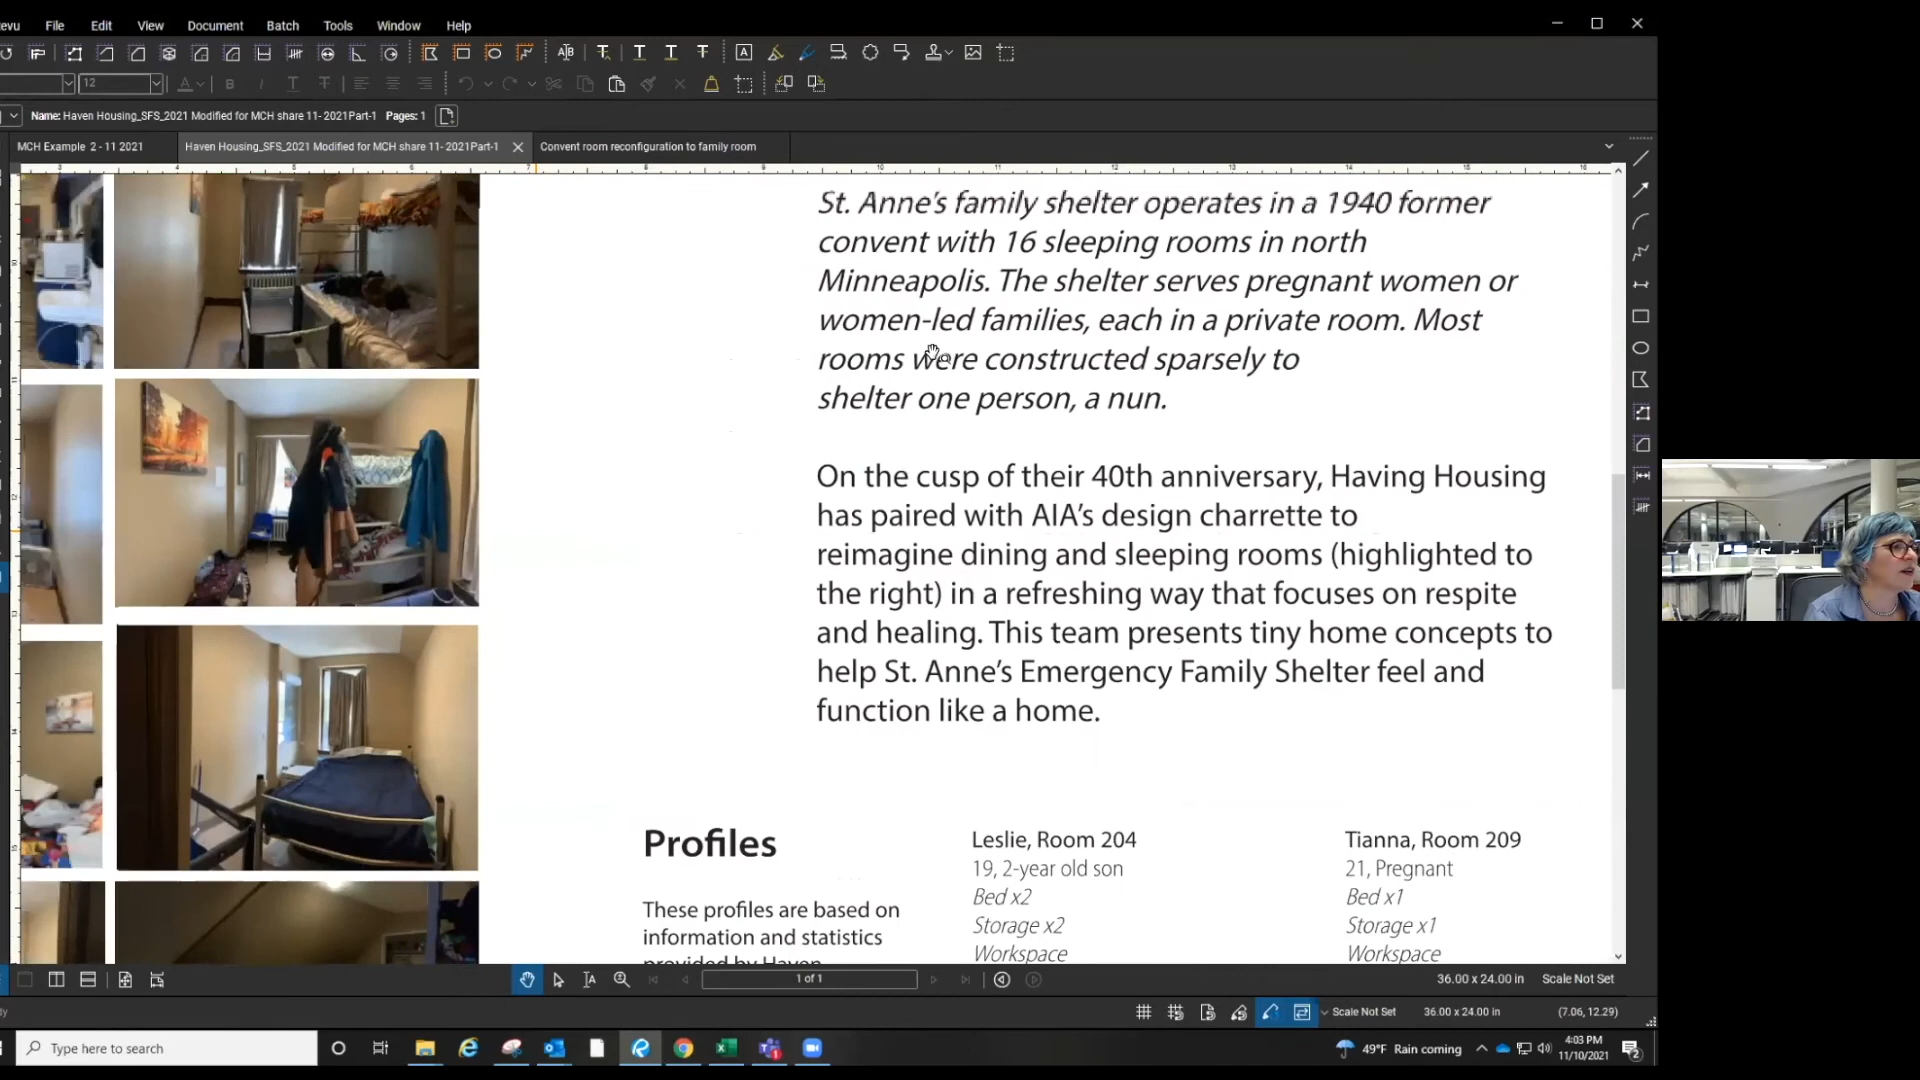 evu File Edit View Document Batch Tools Window Help
12
Name: Haven Housing_SFS_2021 Modified for MCH share 11- 2021Part-1 Pages: 1
MCH Example 2 - 11 2021
Haven Housing_SFS_2021 Modified for MCH share 11- 2021Part-1
Convent room reconfiguration to family room
St. Anne's family shelter operates in a 1940 former
convent with 16 sleeping rooms in north
Minneapolis. The shelter serves pregnant women or
women-led families, each in a private room. Most
rooms were constructed sparsely to
shelter one person, a nun.
On the cusp of their 40th anniversary, Having Housing
has paired with AIA's design charrette to
reimagine dining and sleeping rooms (highlighted to
the right) in a refreshing way that focuses on respite
and healing. This team presents tiny home concepts to
help St. Anne's Emergency Family Shelter feel and
function like a home.
Profiles
These profiles are based on
information and statistics
provided by Haven
Leslie, Room 204
19, 2-year old son
Bed x2
Storage x2
Workspace
Tianna, Room 209
21, Pregnant
Bed x1
Storage x1
Workspace
1 of 1
36.00 x 24.00 in Scale Not Set
dy
Scale Not Set 36.00 x 24.00 in (7.06, 12.29)
Type here to search
49°F Rain coming
4:03 PM
11/10/2021
2